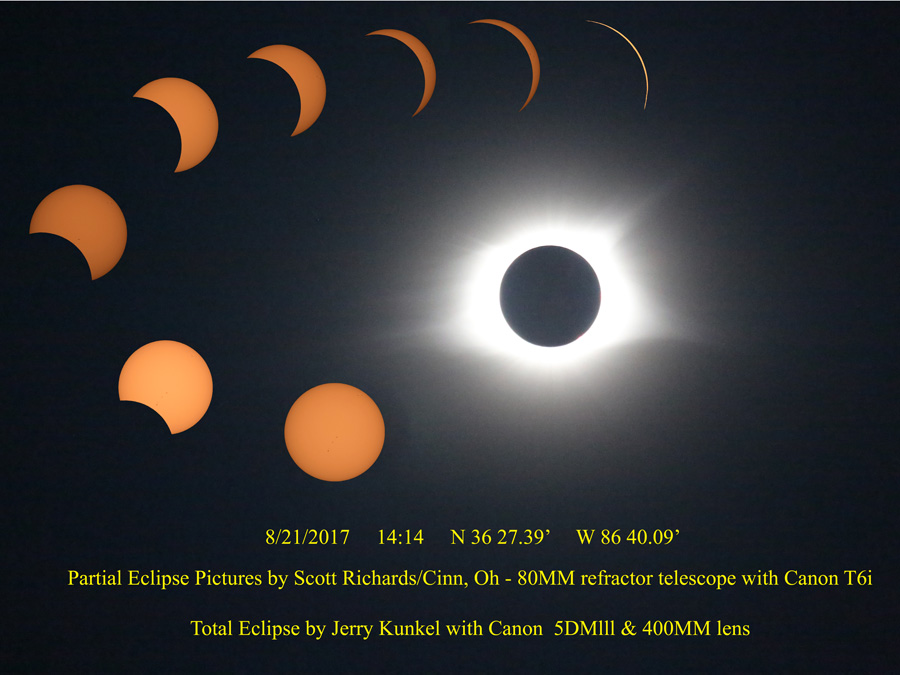 8/21/2017 14:14 N 36 27.39’ W 86 40.09’
Partial Eclipse Pictures by Scott Richards/Cinn, Oh - 80MM refractor telescope with Canon T6i
Total Eclipse by Jerry Kunkel with Canon 5DMlll & 400MM lens